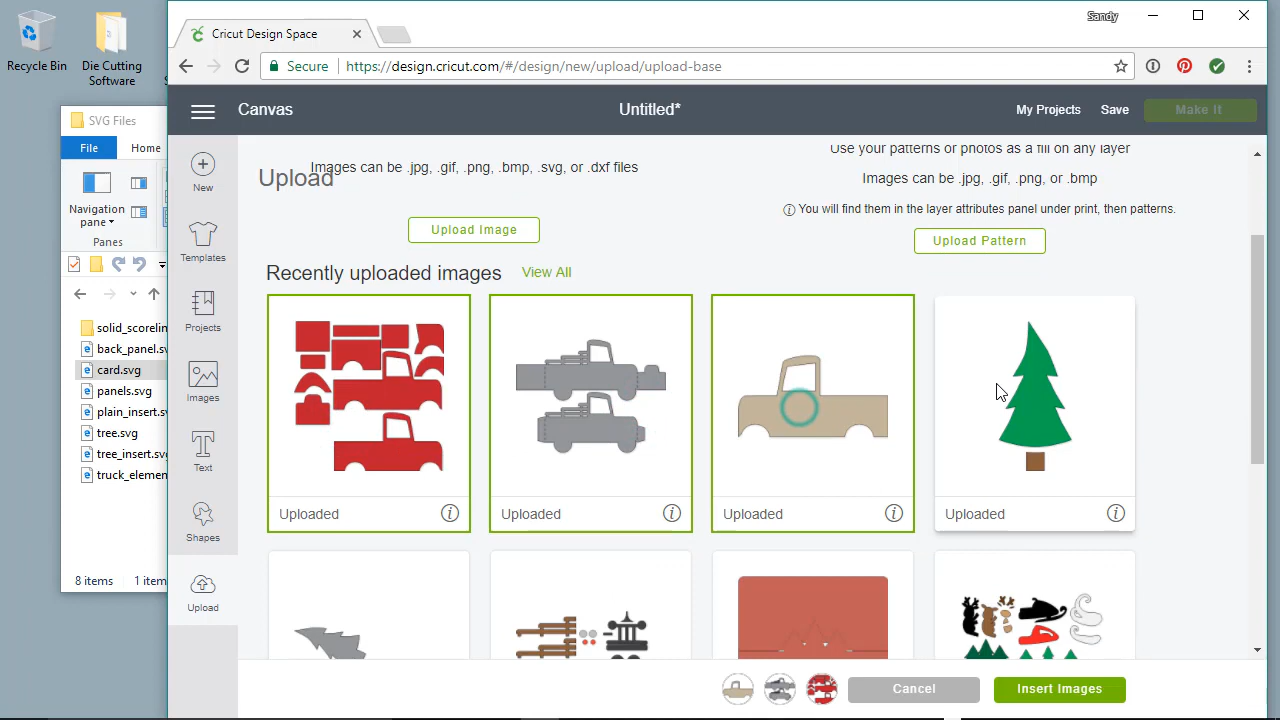 Sandy
Recycle Bin
Die Cutting
Software
Cricut Design Space
Secure
https://design.cricut.com/#/design/new/upload/upload-base
SVG Files
File
Home
Canvas
Untitled*
My Projects
Save
Make It
Navigation
pane
Panes
New
Templates
Projects
Images
Text
Shapes
Upload
Upload
Images can be .jpg, .gif, .png, .bmp, .svg, or .dxf files
Upload Image
Use your patterns or photos as a fill on any layer
Images can be .jpg, .gif, .png, or .bmp
You will find them in the layer attributes panel under print, then patterns.
Upload Pattern
Recently uploaded images
View All
Uploaded
Uploaded
Uploaded
Uploaded
solid_scorelin
back_panel.sv
card.svg
panels.svg
plain_insert.sv
tree.svg
tree_insert.svg
truck_elemen
8 items
1 item
Cancel
Insert Images